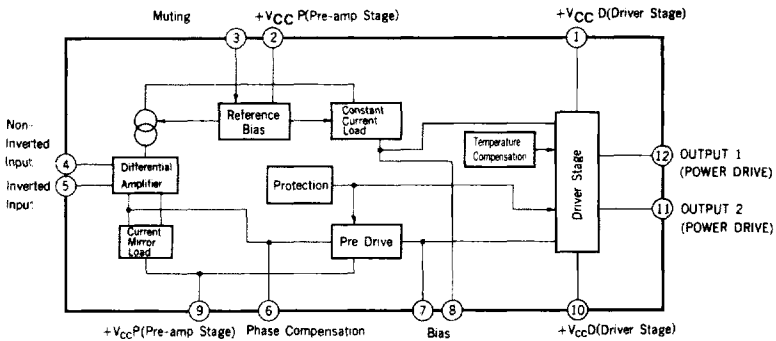 Muting
+VCC P(Pre-amp Stage)
+VCC D(Driver Stage)
3
2
1
Reference
Bias
Constant
Current
Load
Non-
Inverted
Input
4
Inverted
Input
5
Differential
Amplifier
Temperature
Compensation
Driver Stage
12
OUTPUT 1
(POWER DRIVE)
Protection
11
OUTPUT 2
(POWER DRIVE)
Current
Mirror
Load
Pre Drive
9
6
7
8
10
+VCCP(Pre-amp Stage)
Phase Compensation
Bias
+VCCD(Driver Stage)